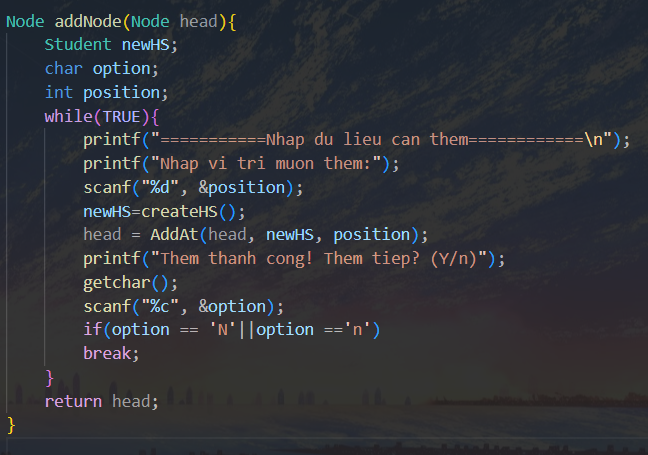 Node addNode(Node head){
    Student newHS;
    char option;
    int position;
    while(TRUE){
        printf("===========Nhap du lieu can them============\n");
        printf("Nhap vi tri muon them:");
        scanf("%d", &position);
        newHS=createHS();
        head = AddAt(head, newHS, position);
        printf("Them thanh cong! Them tiep? (Y/n)");
        getchar();
        scanf("%c", &option);
        if(option == 'N'||option =='n')
        break;
    }
    return head;
}